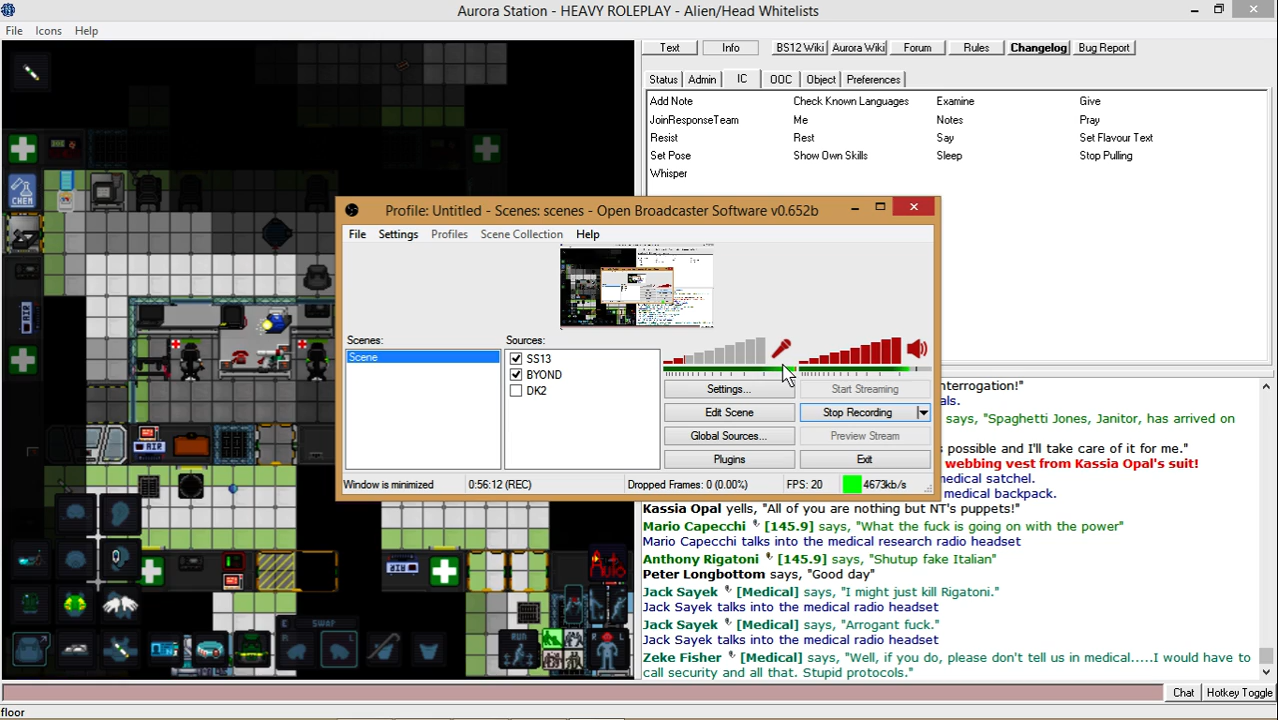 Aurora Station - HEAVY ROLEPLAY - Alien/Head Whitelists
File Icons Help
Text Info BS12 Wiki Aurora Wiki Forum Rules Changelog Bug Report
Status Admin IC OOC Object Preferences
Add Note Check Known Languages Examine Give
JoinResponseTeam Me Notes Pray
Resist Rest Say Set Flavour Text
Set Pose Show Own Skills Sleep Stop Pulling
Whisper
CHEM
Profile: Untitled - Scenes: scenes - Open Broadcaster Software v0.652b
File Settings Profiles Scene Collection Help
Scenes: Sources:
Scene
SS13
BYOND
DK2
Settings... Start Streaming
Edit Scene Stop Recording
Global Sources... Preview Stream
Plugins Exit
Window is minimized 0:56:12 (REC) Dropped Frames: 0 (0.00%) FPS: 20 4673kb/s
AIR
nterrogation!"
als.
says, "Spaghetti Jones, Janitor, has arrived on
possible and I'll take care of it for me."
webbing vest from Kassia Opal's suit!
medical satchel.
medical backpack.
Kassia Opal yells, "All of you are nothing but NT's puppets!"
Mario Capecchi [145.9] says, "What the fuck is going on with the power"
Mario Capecchi talks into the medical research radio headset
Anthony Rigatoni [145.9] says, "Shutup fake Italian"
Peter Longbottom says, "Good day"
Jack Sayek [Medical] says, "I might just kill Rigatoni."
Jack Sayek talks into the medical radio headset
Jack Sayek [Medical] says, "Arrogant fuck."
Jack Sayek talks into the medical radio headset
Zeke Fisher [Medical] says, "Well, if you do, please don't tell us in medical.....I would have to
call security and all that. Stupid protocols."
Auto
SWAP
RUN
R L
Chat Hotkey Toggle
floor